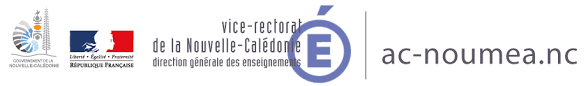 GOUVERNEMENT DE LA
NOUVELLE-CALÉDONIE
Liberté • Égalité • Fraternité
RÉPUBLIQUE FRANÇAISE
vice-rectorat
de la Nouvelle-Calédonie
direction générale des enseignements
É
ac-noumea.nc